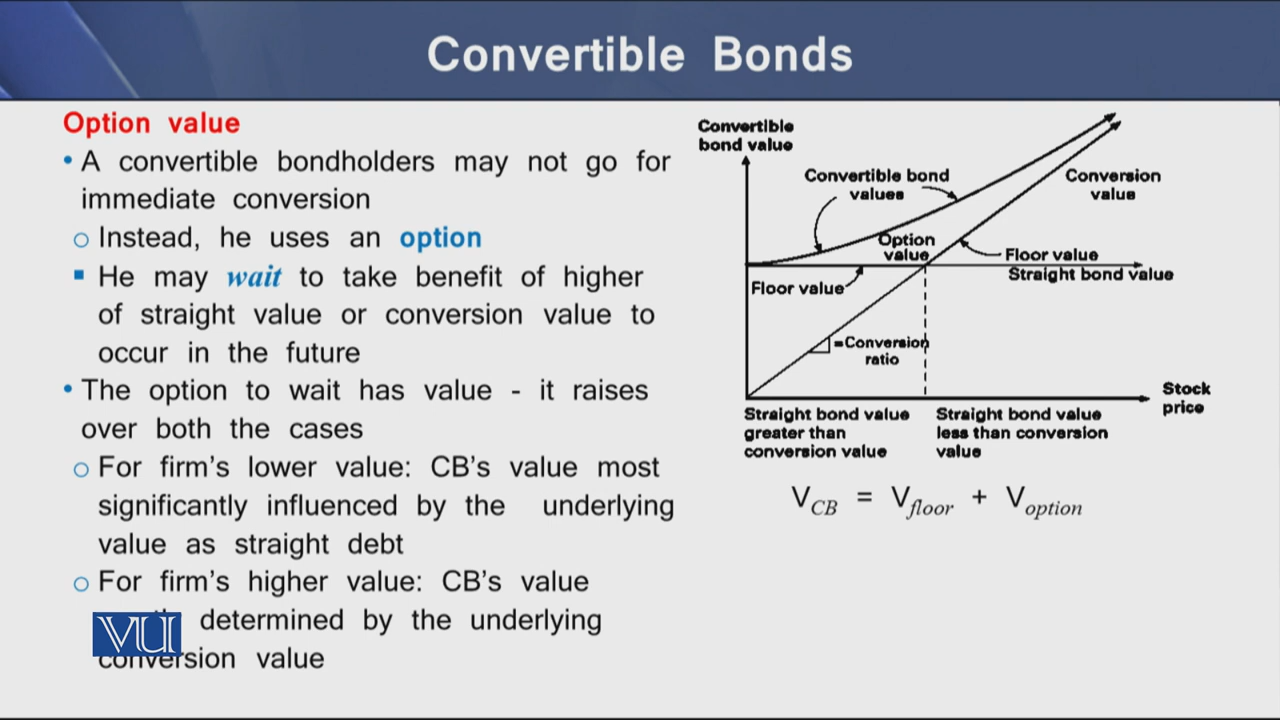 Convertible Bonds
Option value
• A convertible bondholders may not go for
immediate conversion
o Instead, he uses an option
▪ He may wait to take benefit of higher
of straight value or conversion value to
occur in the future
• The option to wait has value - it raises
over both the cases
o For firm's lower value: CB's value most
significantly influenced by the underlying
value as straight debt
o For firm's higher value: CB's value
determined by the underlying
conversion value
VU
Convertible
bond value
Convertible bond
values
Conversion
value
Option
value
Floor value
Straight bond value
Floor value
=Conversion
ratio
Stock
price
Straight bond value
greater than
conversion value
Straight bond value
less than conversion
value
V_CB = V_floor + V_option